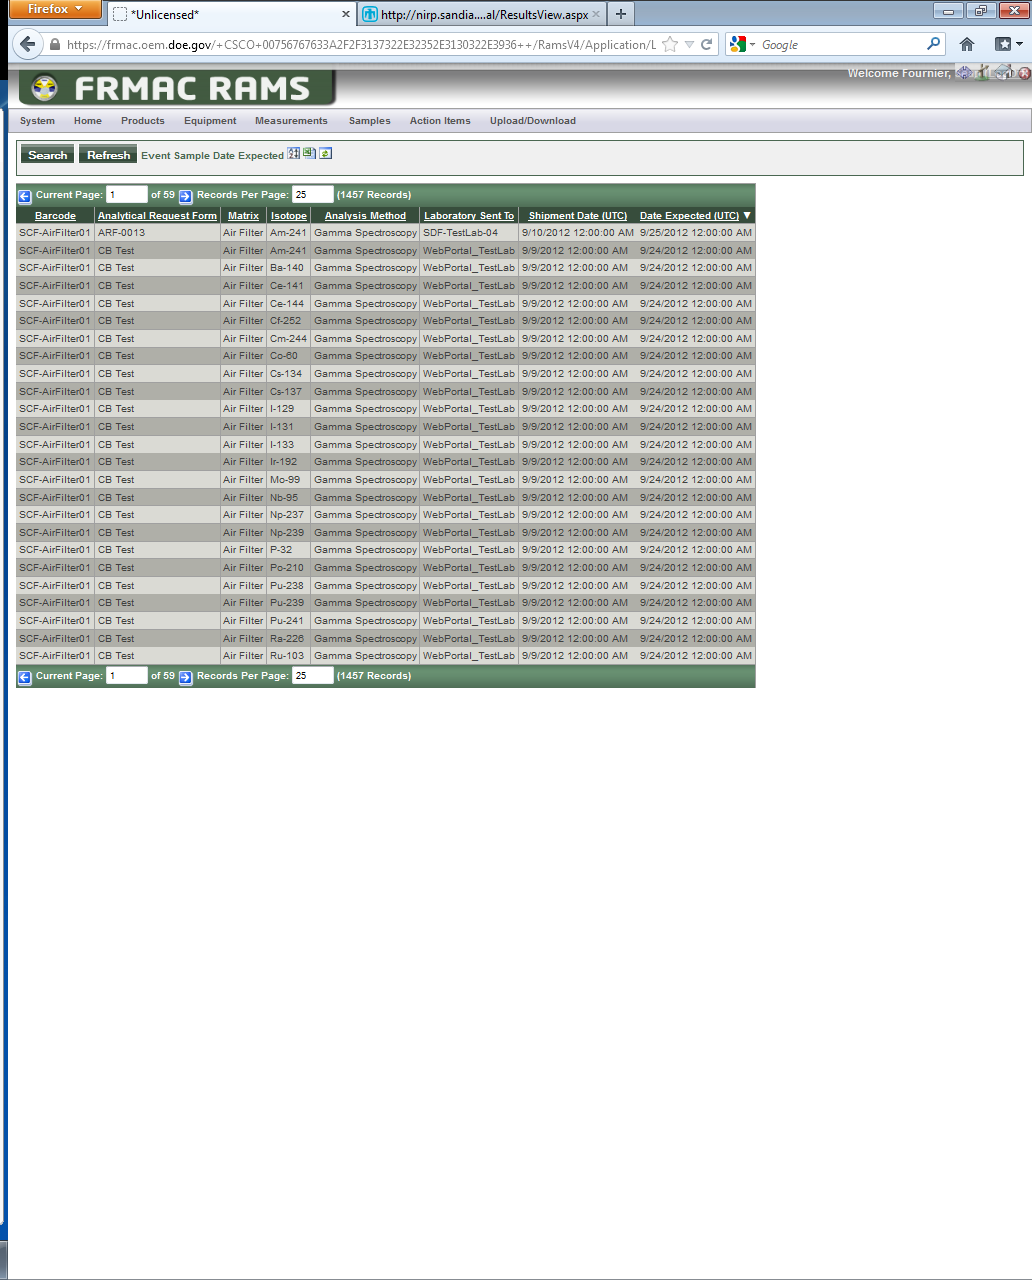 Firefox
*Unlicensed*
http://nirp.sandia....al/ResultsView.aspx
https://frmac.oem.doe.gov/+CSCO+00756767633A2F2F3137322E32352E3130322E3936++/RamsV4/Application/L
Google
Welcome Fournier,
FRMAC RAMS
System Home Products Equipment Measurements Samples Action Items Upload/Download
Search Refresh Event Sample Date Expected
Current Page: 1 of 59 Records Per Page: 25 (1457 Records)
Barcode Analytical Request Form Matrix Isotope Analysis Method Laboratory Sent To Shipment Date (UTC) Date Expected (UTC) ▼
SCF-AirFilter01 ARF-0013 Air Filter Am-241 Gamma Spectroscopy SDF-TestLab-04 9/10/2012 12:00:00 AM 9/25/2012 12:00:00 AM
SCF-AirFilter01 CB Test Air Filter Am-241 Gamma Spectroscopy WebPortal_TestLab 9/9/2012 12:00:00 AM 9/24/2012 12:00:00 AM
SCF-AirFilter01 CB Test Air Filter Ba-140 Gamma Spectroscopy WebPortal_TestLab 9/9/2012 12:00:00 AM 9/24/2012 12:00:00 AM
SCF-AirFilter01 CB Test Air Filter Ce-141 Gamma Spectroscopy WebPortal_TestLab 9/9/2012 12:00:00 AM 9/24/2012 12:00:00 AM
SCF-AirFilter01 CB Test Air Filter Ce-144 Gamma Spectroscopy WebPortal_TestLab 9/9/2012 12:00:00 AM 9/24/2012 12:00:00 AM
SCF-AirFilter01 CB Test Air Filter Cf-252 Gamma Spectroscopy WebPortal_TestLab 9/9/2012 12:00:00 AM 9/24/2012 12:00:00 AM
SCF-AirFilter01 CB Test Air Filter Cm-244 Gamma Spectroscopy WebPortal_TestLab 9/9/2012 12:00:00 AM 9/24/2012 12:00:00 AM
SCF-AirFilter01 CB Test Air Filter Co-60 Gamma Spectroscopy WebPortal_TestLab 9/9/2012 12:00:00 AM 9/24/2012 12:00:00 AM
SCF-AirFilter01 CB Test Air Filter Cs-134 Gamma Spectroscopy WebPortal_TestLab 9/9/2012 12:00:00 AM 9/24/2012 12:00:00 AM
SCF-AirFilter01 CB Test Air Filter Cs-137 Gamma Spectroscopy WebPortal_TestLab 9/9/2012 12:00:00 AM 9/24/2012 12:00:00 AM
SCF-AirFilter01 CB Test Air Filter I-129 Gamma Spectroscopy WebPortal_TestLab 9/9/2012 12:00:00 AM 9/24/2012 12:00:00 AM
SCF-AirFilter01 CB Test Air Filter I-131 Gamma Spectroscopy WebPortal_TestLab 9/9/2012 12:00:00 AM 9/24/2012 12:00:00 AM
SCF-AirFilter01 CB Test Air Filter I-133 Gamma Spectroscopy WebPortal_TestLab 9/9/2012 12:00:00 AM 9/24/2012 12:00:00 AM
SCF-AirFilter01 CB Test Air Filter Ir-192 Gamma Spectroscopy WebPortal_TestLab 9/9/2012 12:00:00 AM 9/24/2012 12:00:00 AM
SCF-AirFilter01 CB Test Air Filter Mo-99 Gamma Spectroscopy WebPortal_TestLab 9/9/2012 12:00:00 AM 9/24/2012 12:00:00 AM
SCF-AirFilter01 CB Test Air Filter Nb-95 Gamma Spectroscopy WebPortal_TestLab 9/9/2012 12:00:00 AM 9/24/2012 12:00:00 AM
SCF-AirFilter01 CB Test Air Filter Np-237 Gamma Spectroscopy WebPortal_TestLab 9/9/2012 12:00:00 AM 9/24/2012 12:00:00 AM
SCF-AirFilter01 CB Test Air Filter Np-239 Gamma Spectroscopy WebPortal_TestLab 9/9/2012 12:00:00 AM 9/24/2012 12:00:00 AM
SCF-AirFilter01 CB Test Air Filter P-32 Gamma Spectroscopy WebPortal_TestLab 9/9/2012 12:00:00 AM 9/24/2012 12:00:00 AM
SCF-AirFilter01 CB Test Air Filter Po-210 Gamma Spectroscopy WebPortal_TestLab 9/9/2012 12:00:00 AM 9/24/2012 12:00:00 AM
SCF-AirFilter01 CB Test Air Filter Pu-238 Gamma Spectroscopy WebPortal_TestLab 9/9/2012 12:00:00 AM 9/24/2012 12:00:00 AM
SCF-AirFilter01 CB Test Air Filter Pu-239 Gamma Spectroscopy WebPortal_TestLab 9/9/2012 12:00:00 AM 9/24/2012 12:00:00 AM
SCF-AirFilter01 CB Test Air Filter Pu-241 Gamma Spectroscopy WebPortal_TestLab 9/9/2012 12:00:00 AM 9/24/2012 12:00:00 AM
SCF-AirFilter01 CB Test Air Filter Ra-226 Gamma Spectroscopy WebPortal_TestLab 9/9/2012 12:00:00 AM 9/24/2012 12:00:00 AM
SCF-AirFilter01 CB Test Air Filter Ru-103 Gamma Spectroscopy WebPortal_TestLab 9/9/2012 12:00:00 AM 9/24/2012 12:00:00 AM
Current Page: 1 of 59 Records Per Page: 25 (1457 Records)